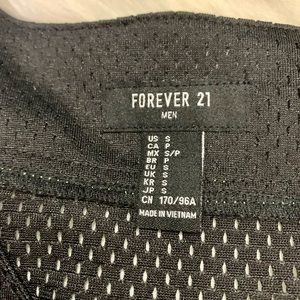 FOREVER 21
MEN
US S
CA P
MX S/P
BR P
EU S
UK S
KR S
JP S
CN 170/96A
MADE IN VIETNAM